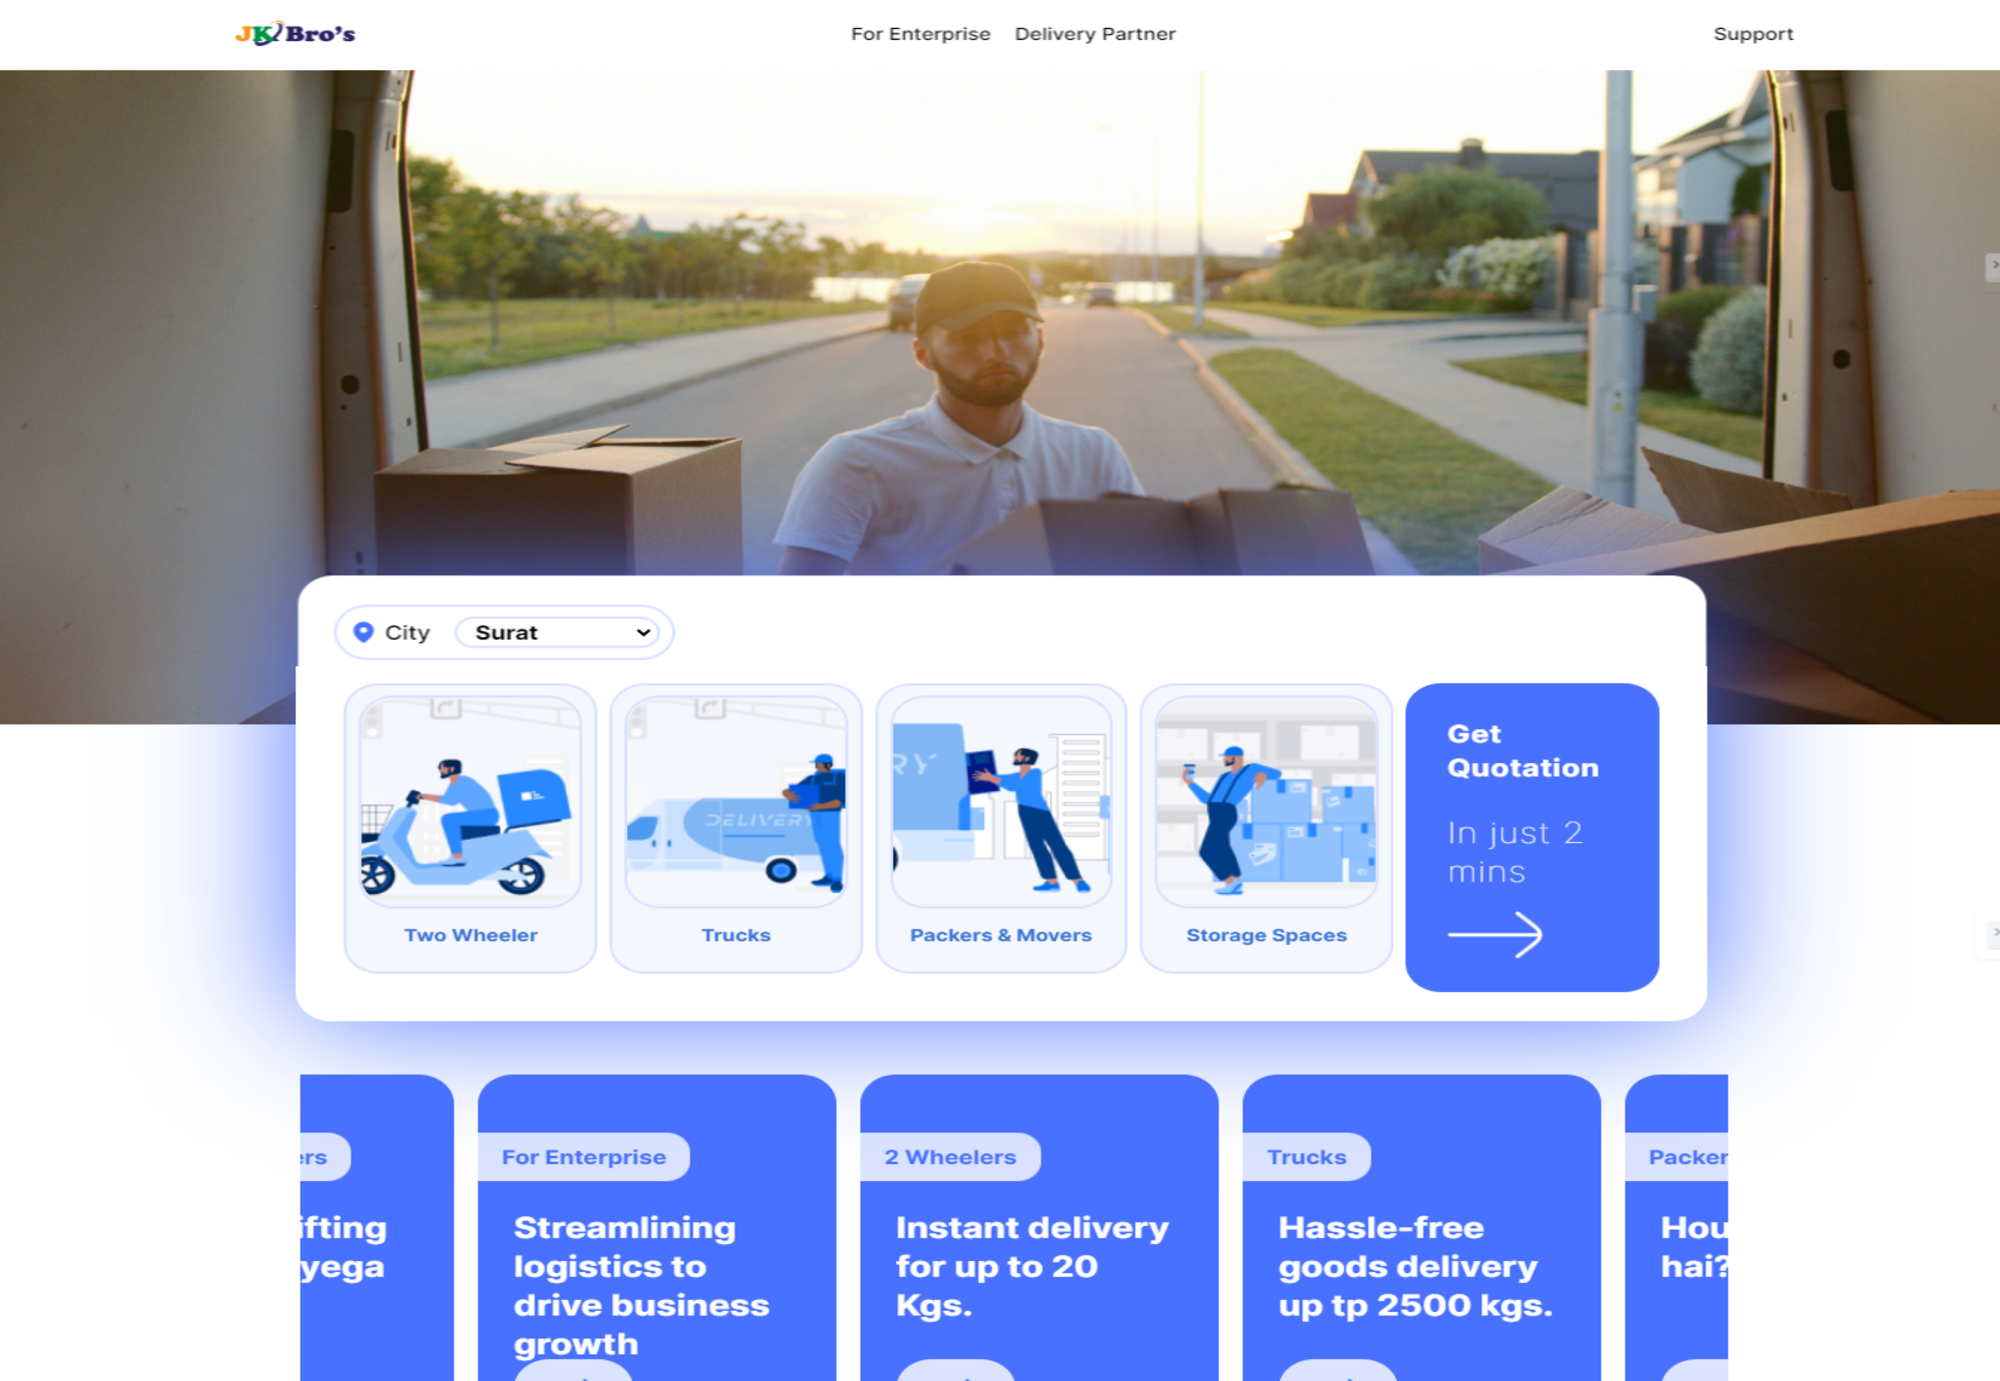 JK Bro's
For Enterprise
Delivery Partner
Support
City
Surat
RY
DELIVERY
Two Wheeler
Trucks
Packers & Movers
Storage Spaces
Get
Quotation
In just 2
mins
ers
ifting
yega
For Enterprise
Streamlining
logistics to
drive business
growth
2 Wheelers
Instant delivery
for up to 20
Kgs.
Trucks
Hassle-free
goods delivery
up tp 2500 kgs.
Packer
Hou
hai?